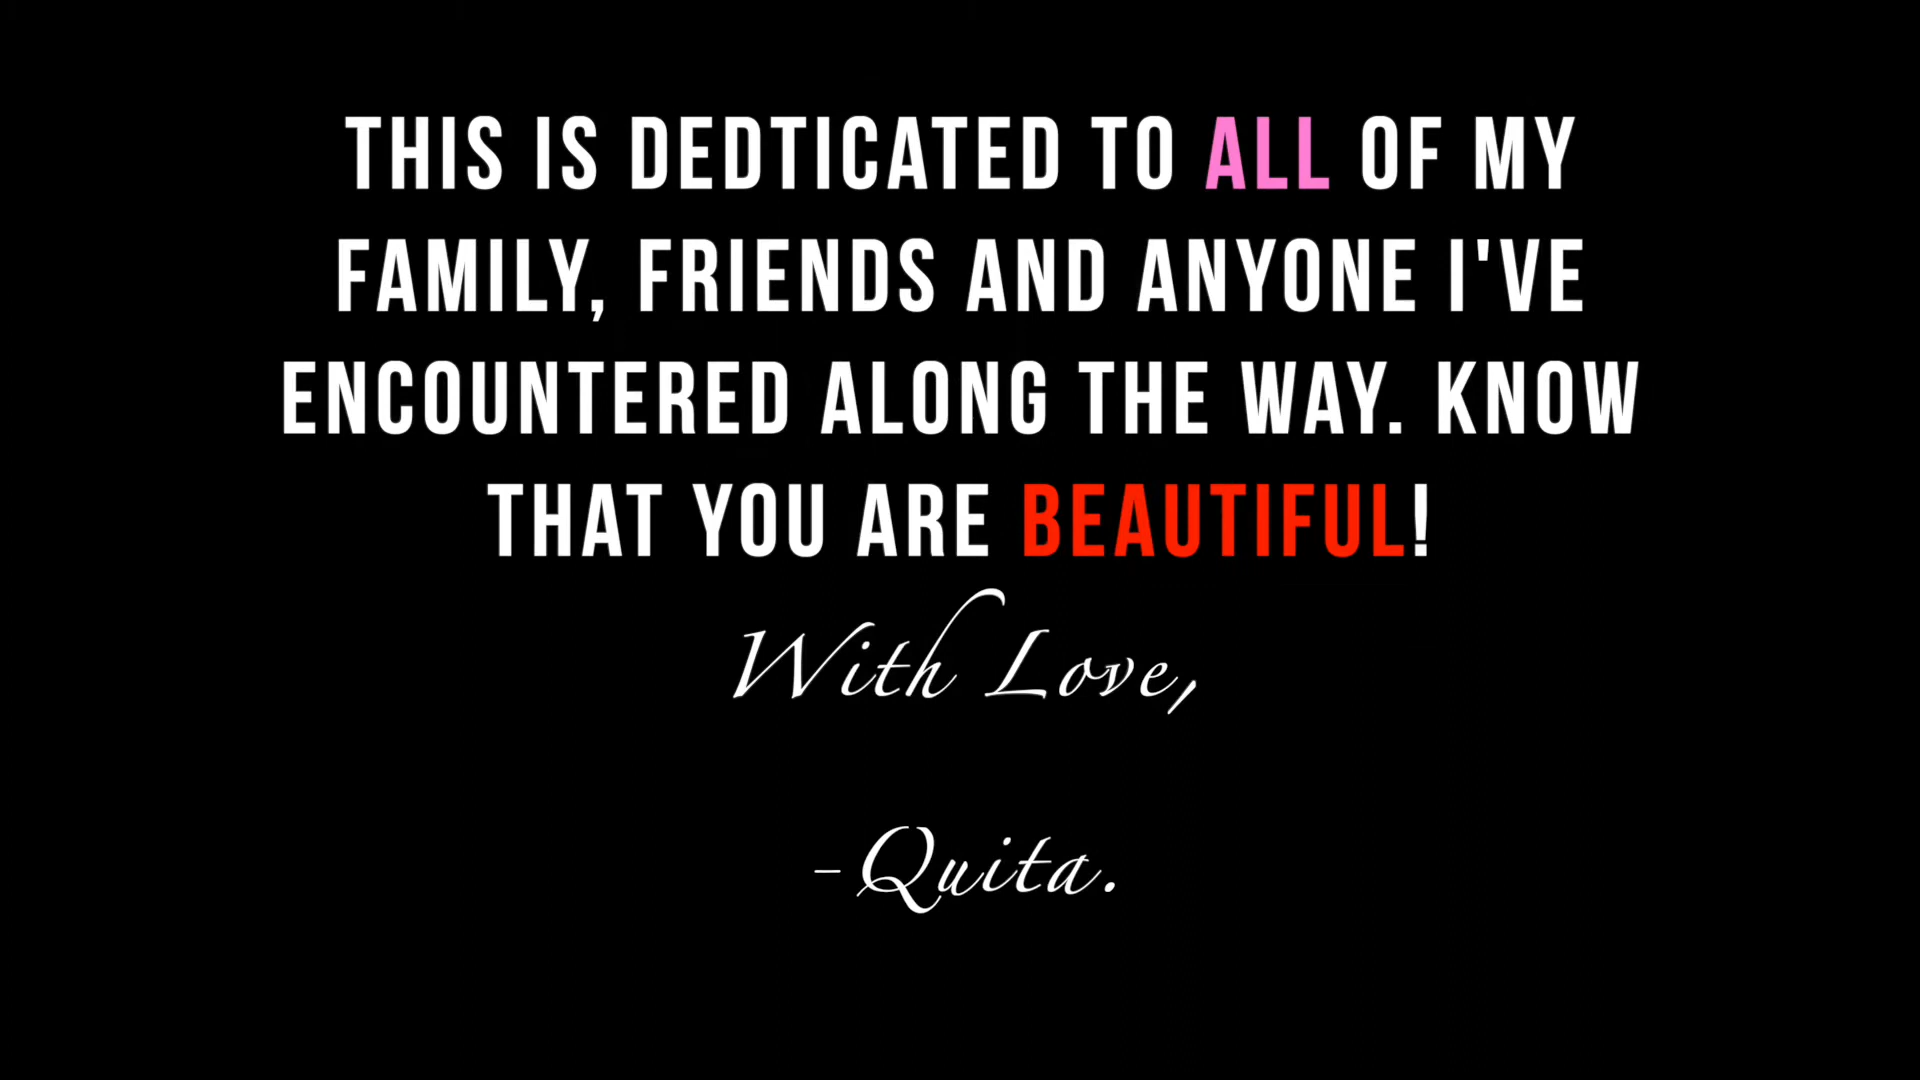 THIS IS DEDTICATED TO ALL OF MY
FAMILY, FRIENDS AND ANYONE I'VE
ENCOUNTERED ALONG THE WAY. KNOW
THAT YOU ARE BEAUTIFUL!
With Love,
-Quita.